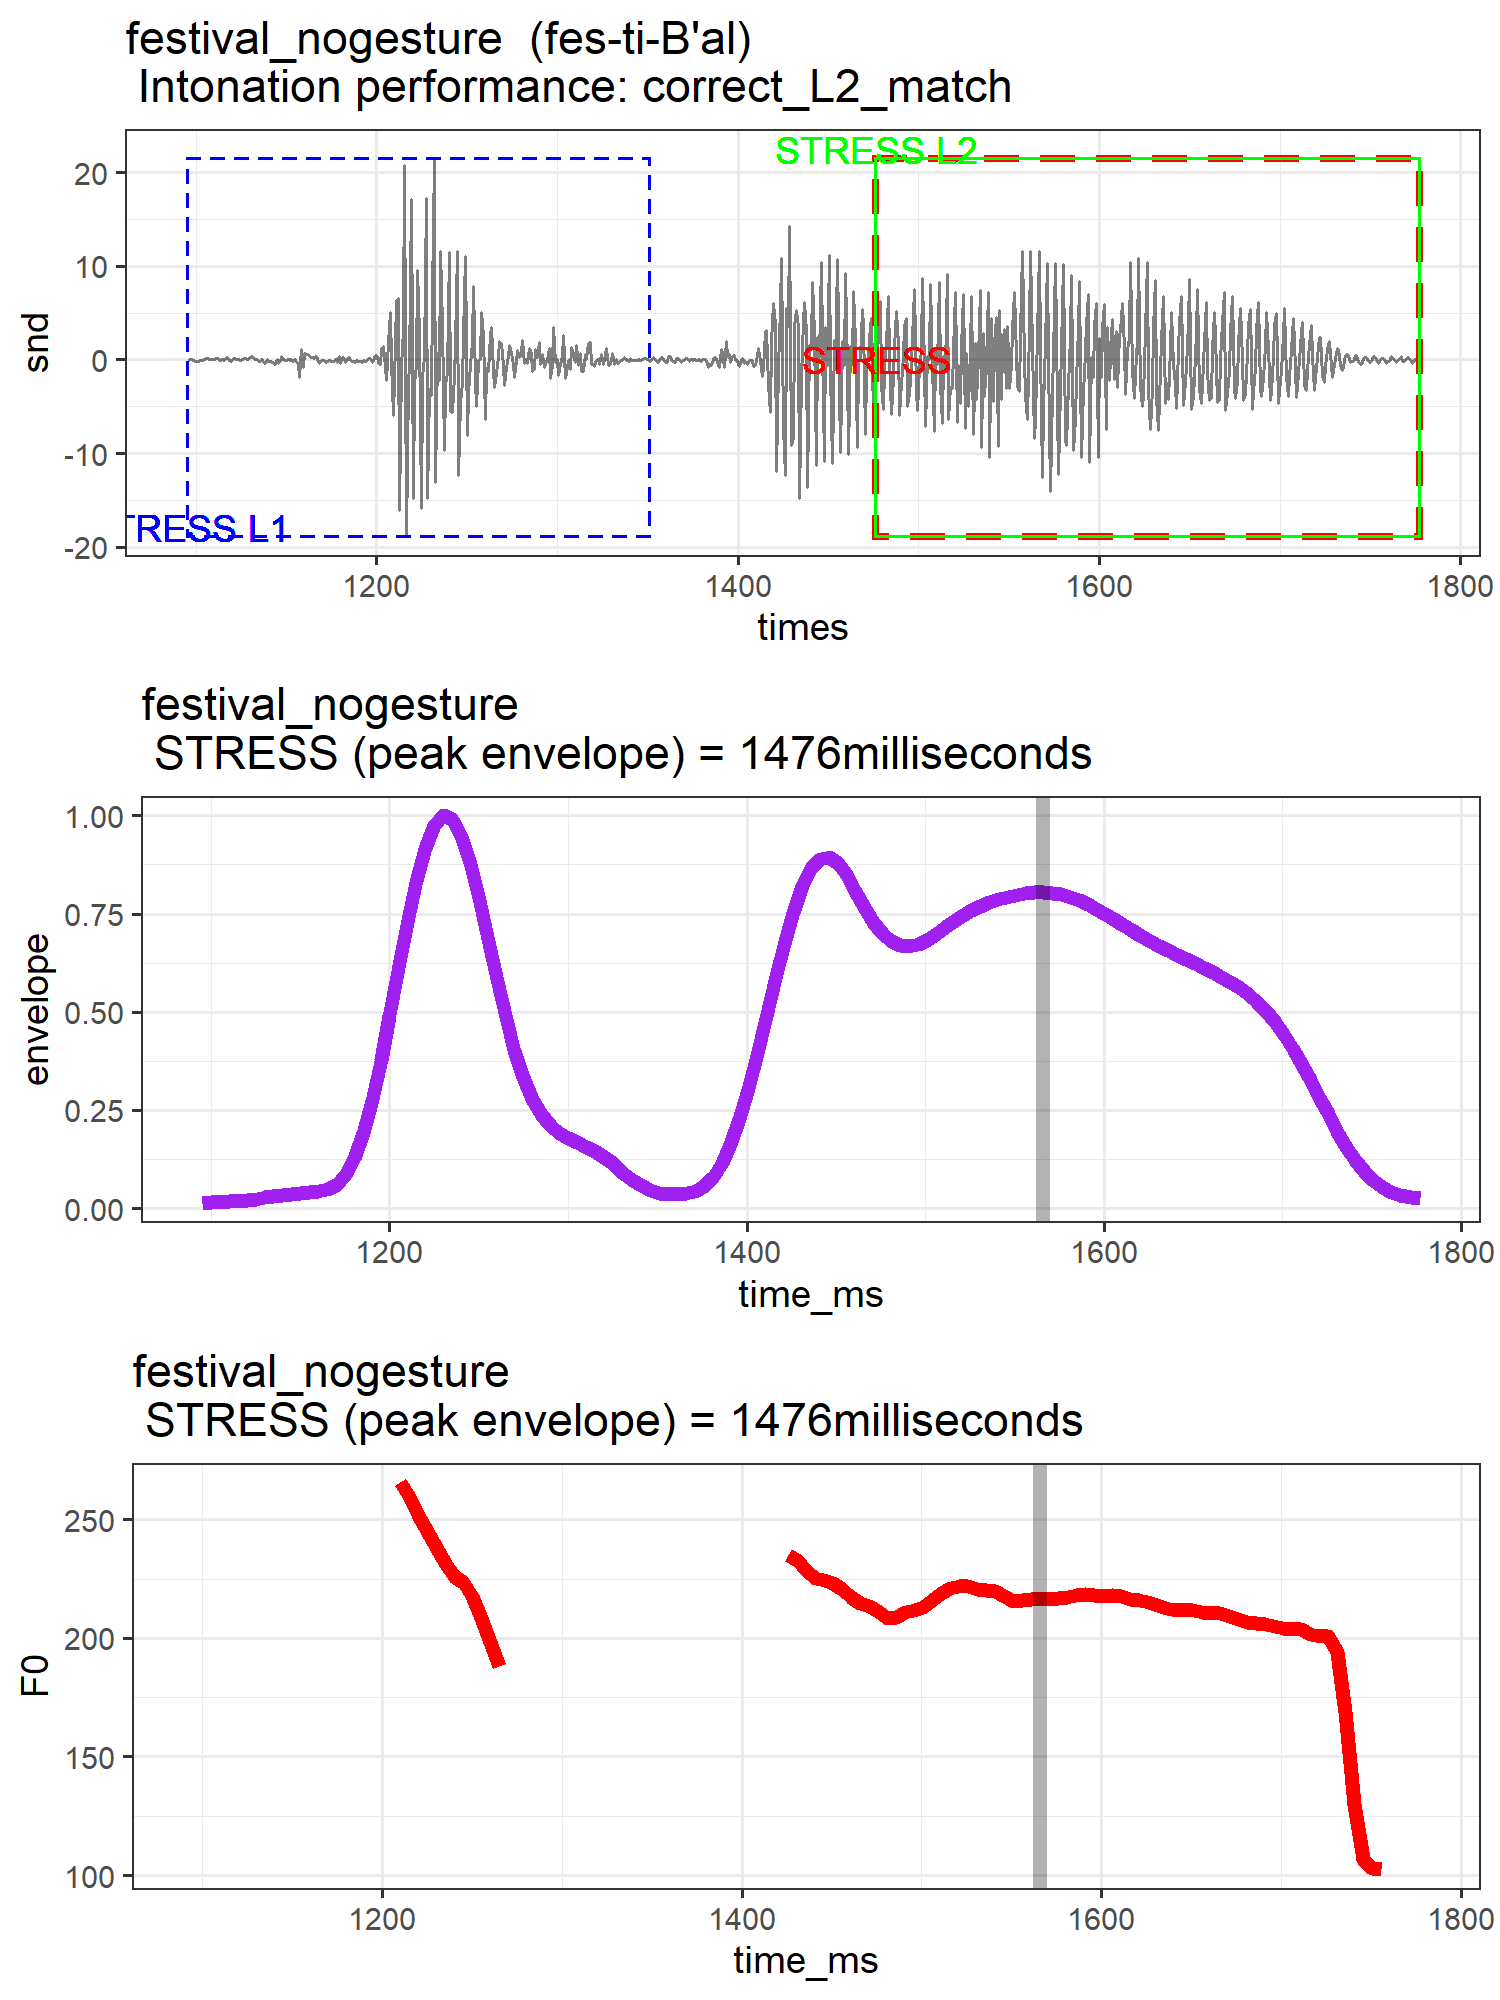 festival_nogesture (fes-ti-B'al)
Intonation performance: correct_L2_match
STRESS L2
20
10
0
-10
-20
snd
STRESS
TRESS L1
1200
1400
1600
1800
times
festival_nogesture
STRESS (peak envelope) = 1476milliseconds
1.00
0.75
0.50
0.25
0.00
envelope
1200
1400
1600
1800
time_ms
festival_nogesture
STRESS (peak envelope) = 1476milliseconds
250
200
150
100
F0
1200
1400
1600
1800
time_ms